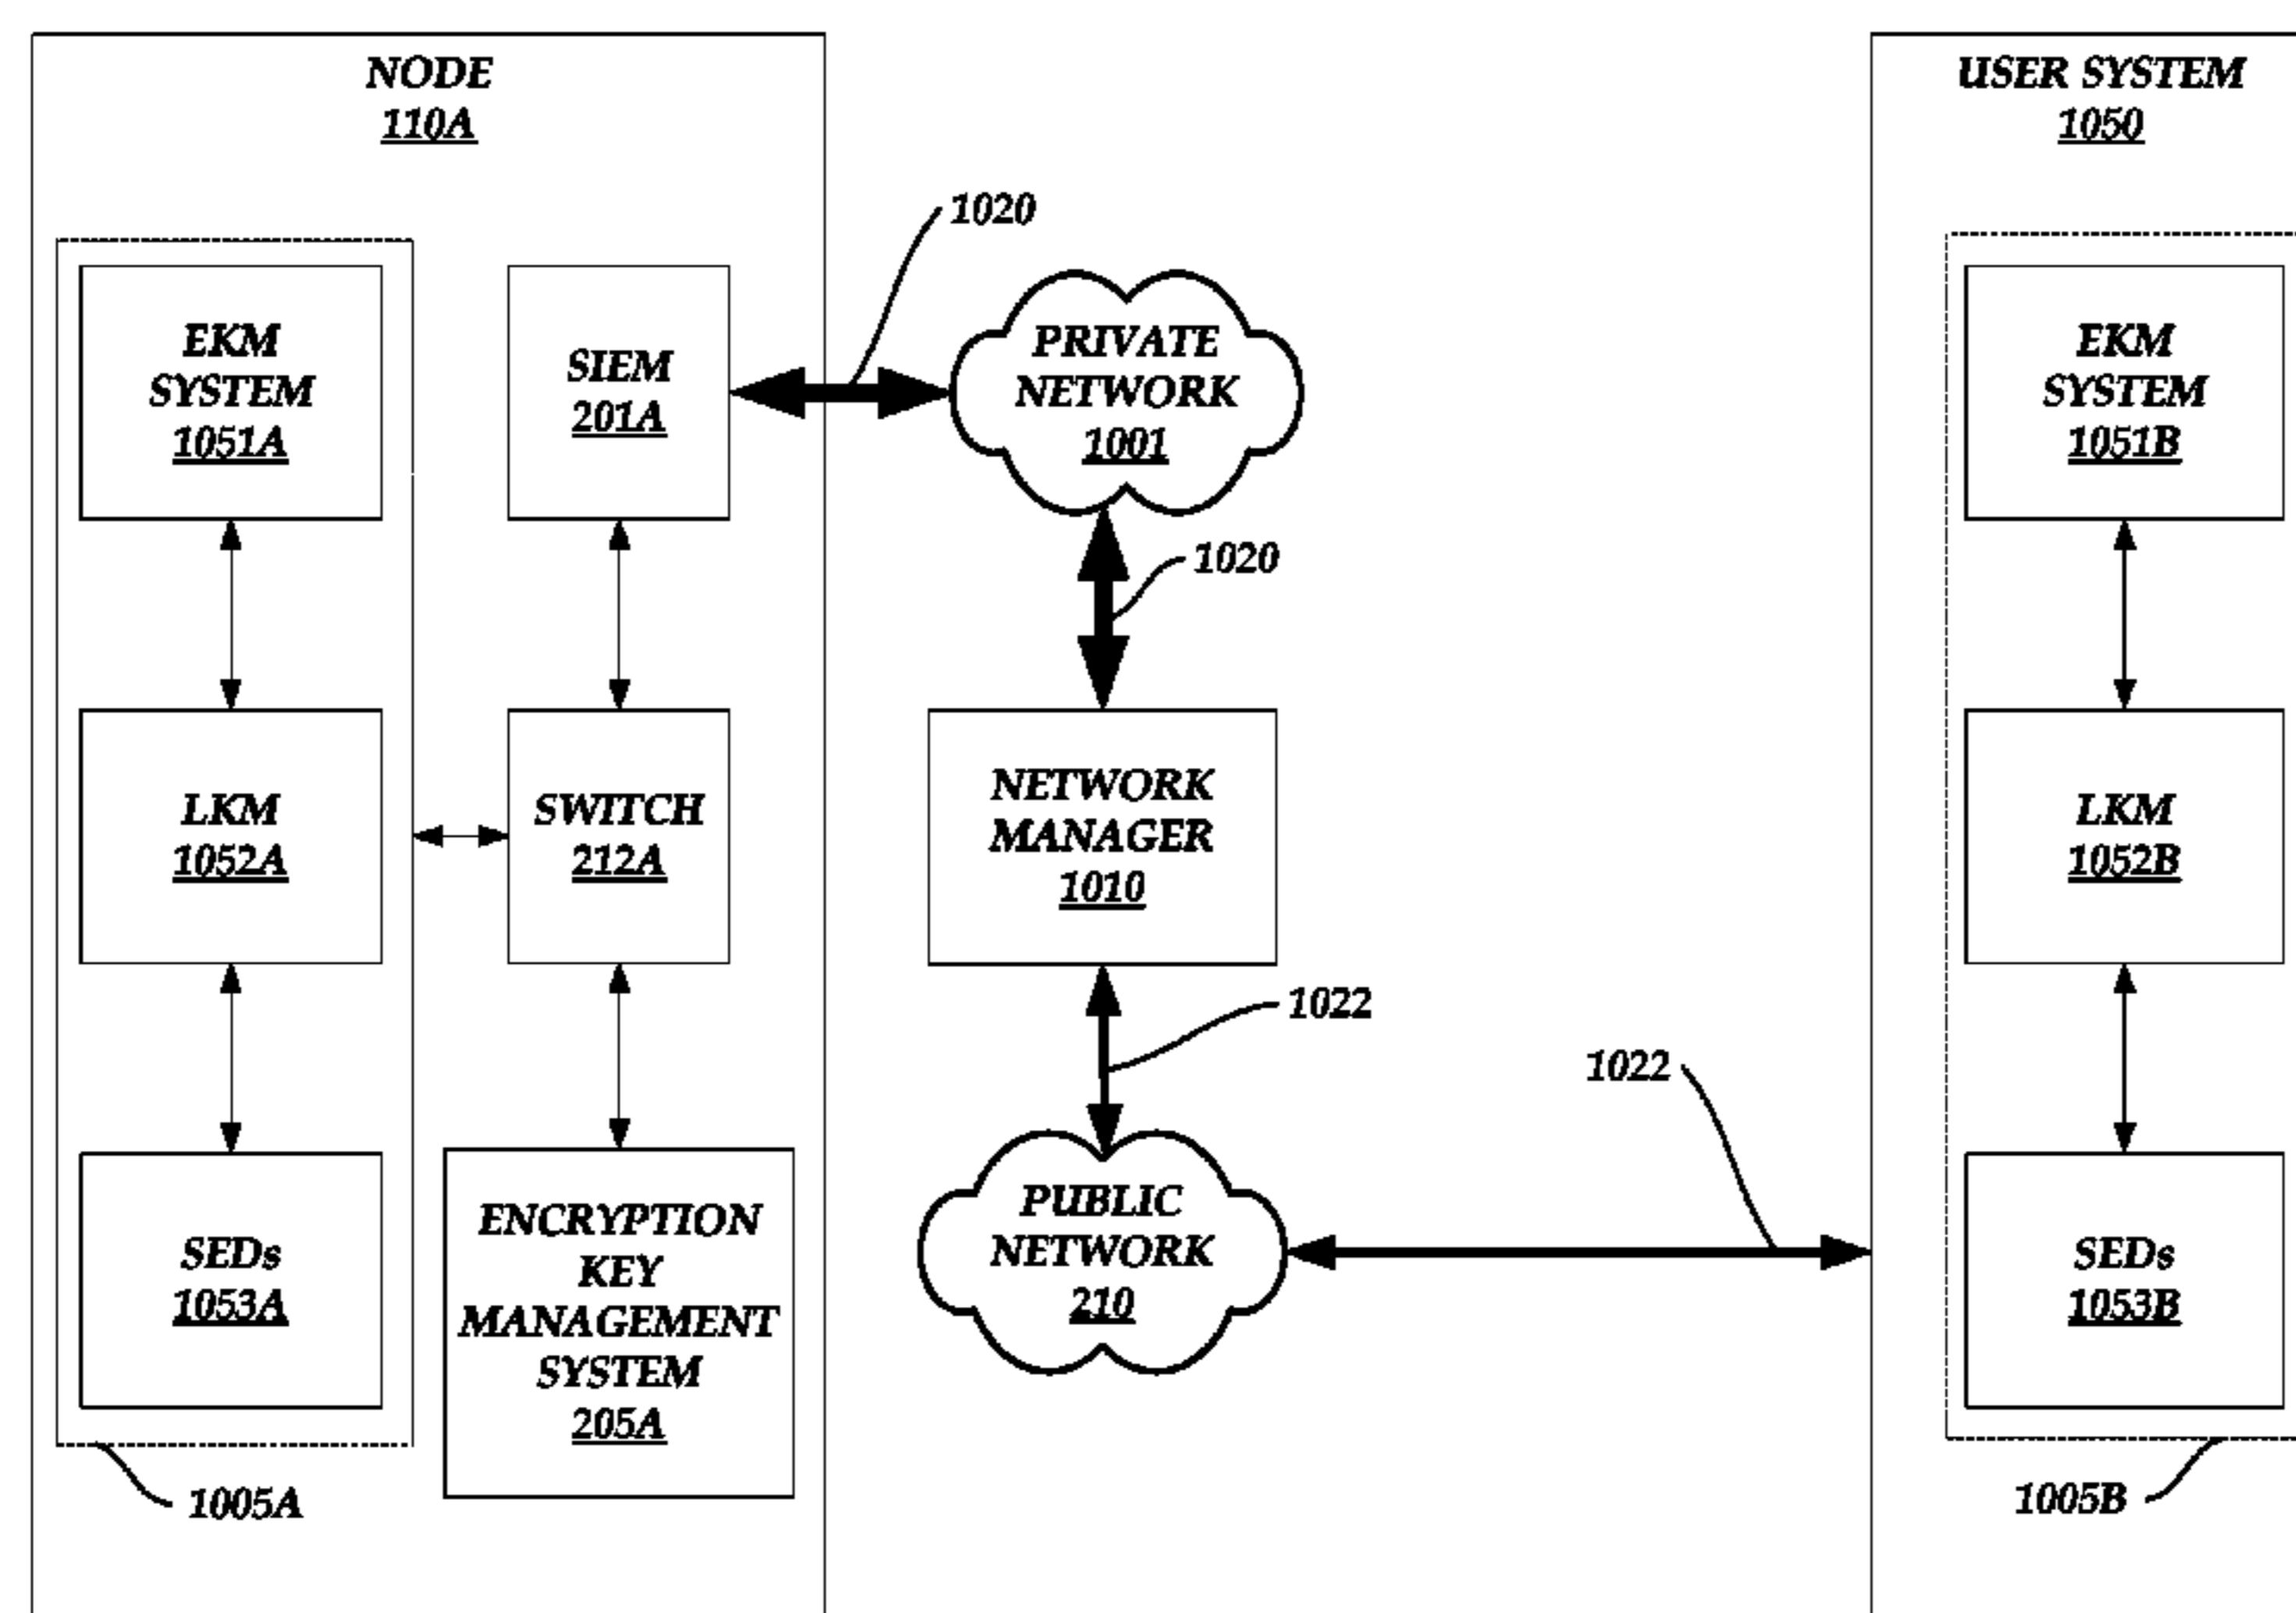 NODE
110A
USER SYSTEM
1050
1020
EKM
SYSTEM
1051A
SIEM
201A
PRIVATE
NETWORK
1001
EKM
SYSTEM
1051B
1020
LKM
1052A
SWITCH
212A
NETWORK
MANAGER
1010
LKM
1052B
1022
1022
SEDs
1053A
ENCRYPTION
KEY
MANAGEMENT
SYSTEM
205A
PUBLIC
NETWORK
210
SEDs
1053B
1005A
1005B